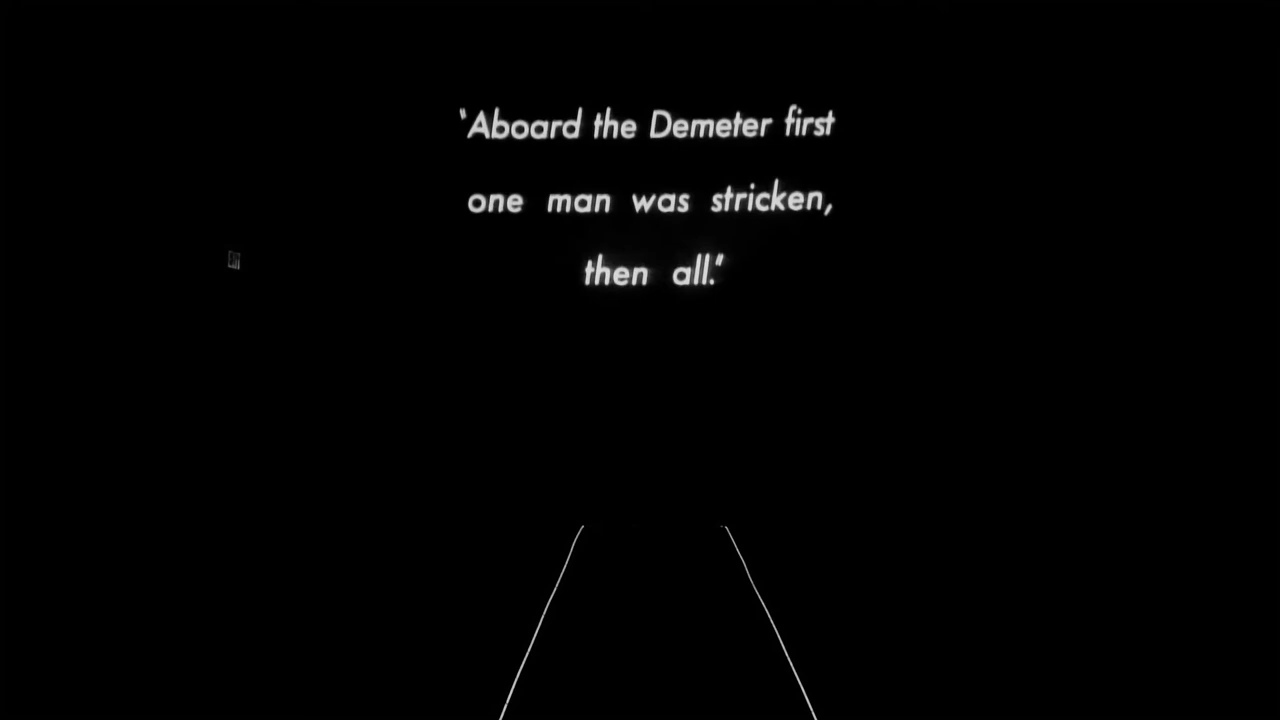 "Aboard the Demeter first
one man was stricken,
then all."